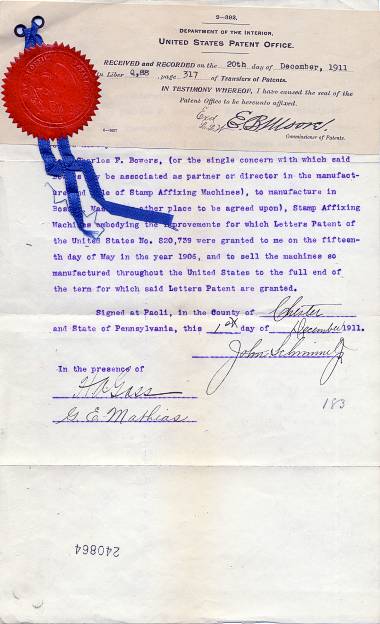 2—388.
DEPARTMENT OF THE INTERIOR,
UNITED STATES PATENT OFFICE.
RECEIVED AND RECORDED on the 20th day of December, 1911
In Liber page 317 of Transfers of Patents.
IN TESTIMONY WHEREOF, I have caused the seal of the
Patent Office to be hereunto affixed.
Commissioner of Patents.
Charles F. Bowers, (or the single concern with which said
may be associated as partner or director in the manufact-
of Stamp Affixing Machines), to manufacture in
other place to be agreed upon), Stamp Affixing
embodying the improvements for which Letters Patent of
the United States No. 820,739 were granted to me on the fifteen-
th day of May in the year 1906, and to sell the machines so
manufactured throughout the United States to the full end of
the term for which said Letters Patent are granted.
Signed at Paoli, in the County of Chester
and State of Pennsylvania, this 1st day of December 1911.
John
In the presence of
G. E. Mathias
183
240864